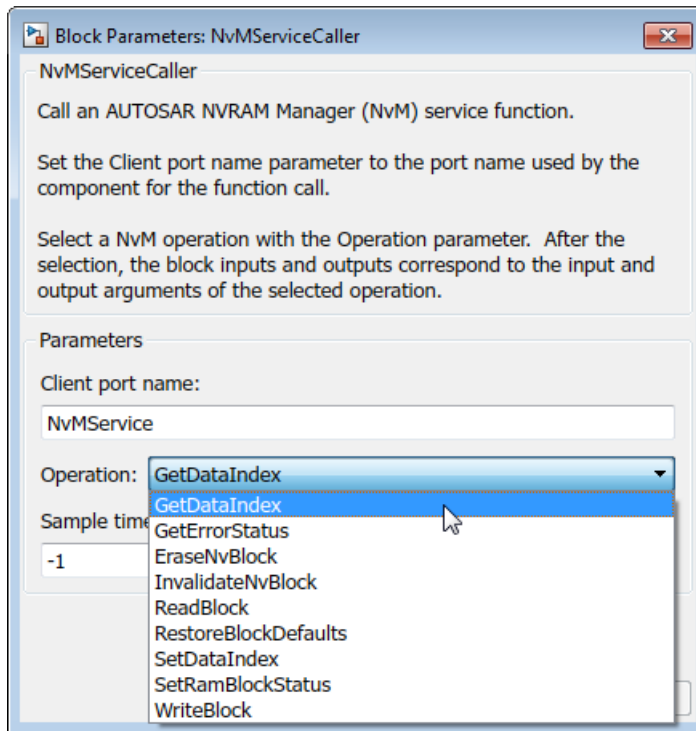 Block Parameters: NvMServiceCaller
NvMServiceCaller
Call an AUTOSAR NVRAM Manager (NvM) service function.
Set the Client port name parameter to the port name used by the
component for the function call.
Select a NvM operation with the Operation parameter.  After the
selection, the block inputs and outputs correspond to the input and
output arguments of the selected operation.
Parameters
Client port name:
NvMService
Operation: GetDataIndex
GetDataIndex
Sample time
GetErrorStatus
-1
EraseNvBlock
InvalidateNvBlock
ReadBlock
RestoreBlockDefaults
SetDataIndex
SetRamBlockStatus
WriteBlock